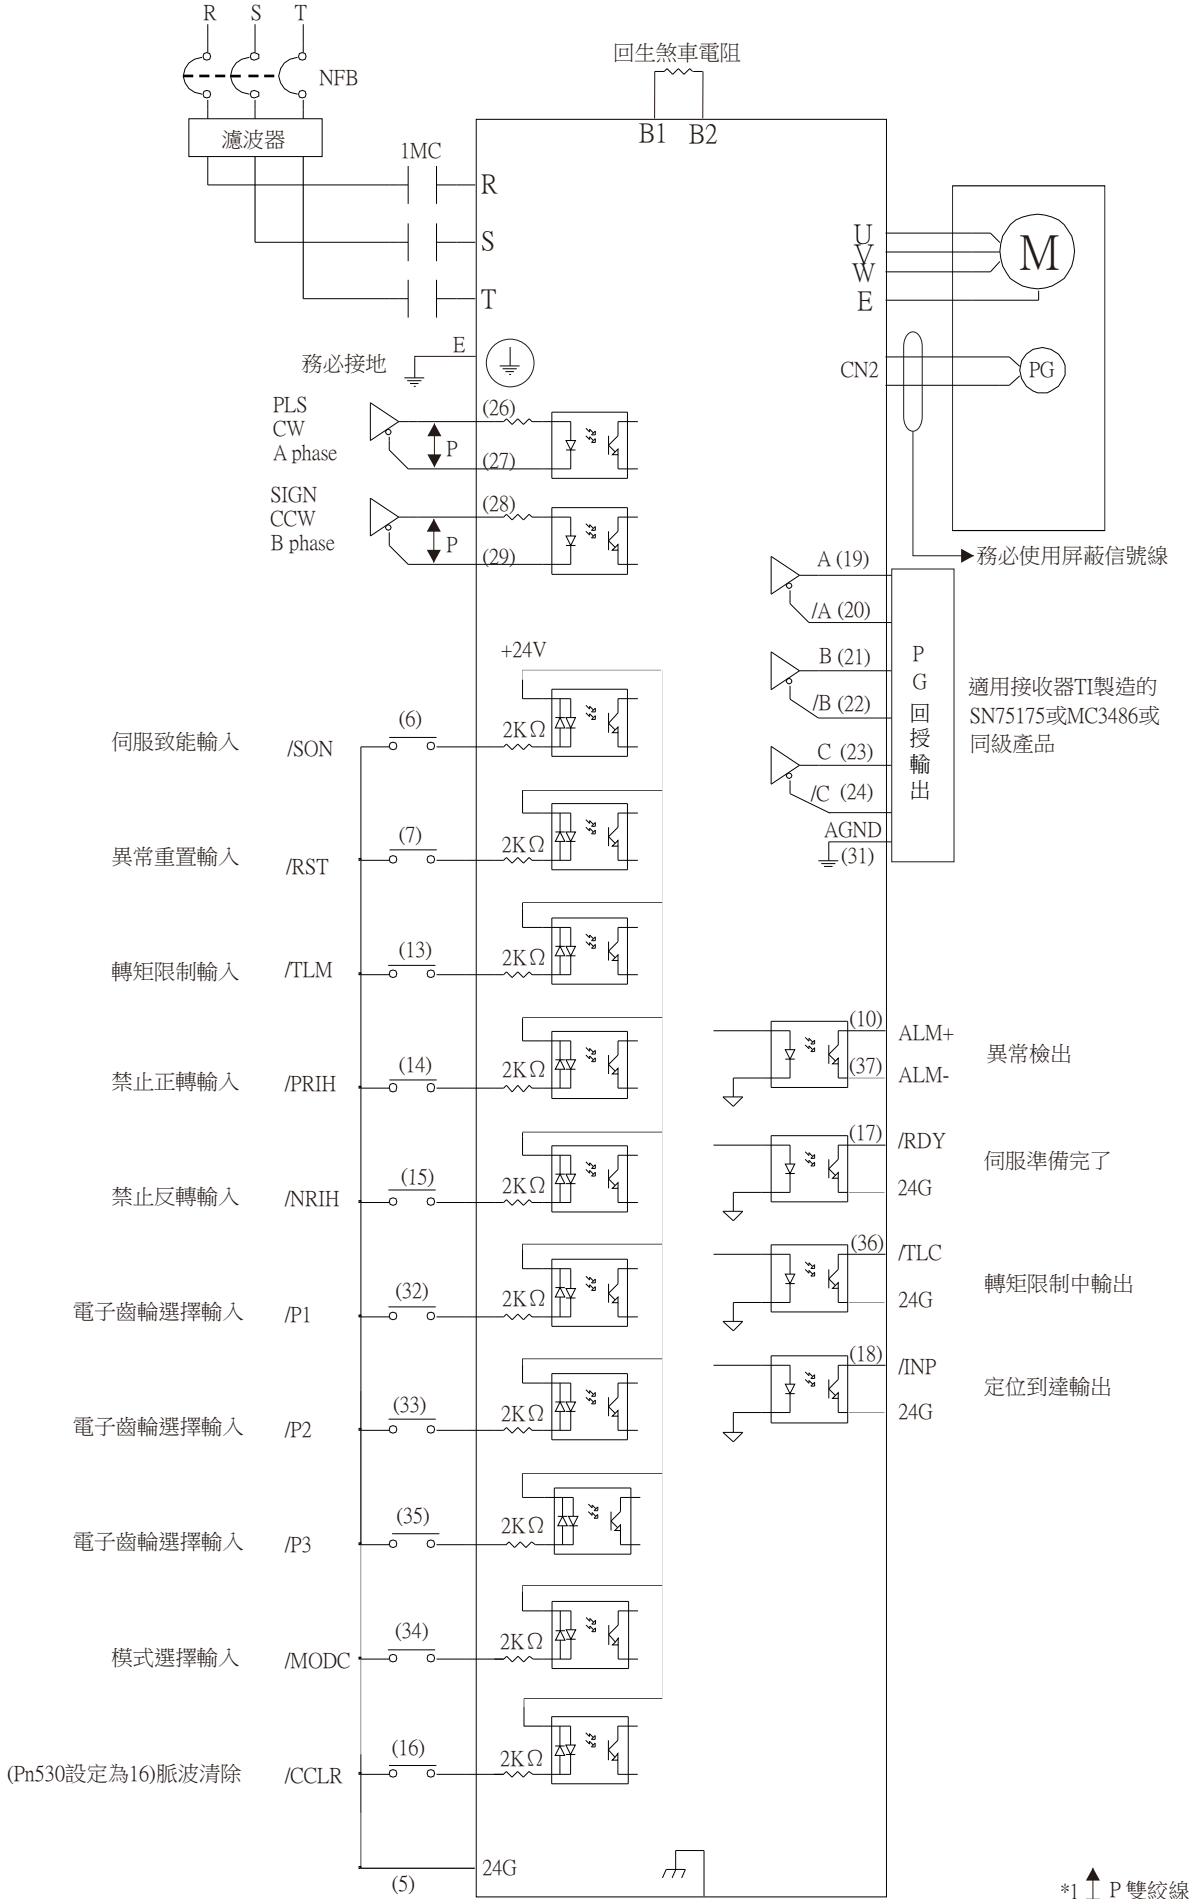 R S T
NFB
濾波器
1MC
回生煞車電阻
B1 B2
R
S
T
U
V
W
E
M
務必接地
E
CN2
PG
PLS
CW
A phase
(26)
P
(27)
SIGN
CCW
B phase
(28)
P
(29)
務必使用屏蔽信號線
A (19)
/A (20)
B (21)
/B (22)
C (23)
/C (24)
AGND
(31)
PG回授輸出
適用接收器TI製造的
SN75175或MC3486或
同級產品
+24V
伺服致能輸入 /SON (6) 2KΩ
異常重置輸入 /RST (7) 2KΩ
轉矩限制輸入 /TLM (13) 2KΩ
禁止正轉輸入 /PRIH (14) 2KΩ
禁止反轉輸入 /NRIH (15) 2KΩ
電子齒輪選擇輸入 /P1 (32) 2KΩ
電子齒輪選擇輸入 /P2 (33) 2KΩ
電子齒輪選擇輸入 /P3 (35) 2KΩ
模式選擇輸入 /MODC (34) 2KΩ
(Pn530設定為16)脈波清除 /CCLR (16) 2KΩ
(5) 24G
(10) ALM+
異常檢出
(37) ALM-
(17) /RDY
伺服準備完了
24G
(36) /TLC
轉矩限制中輸出
24G
(18) /INP
定位到達輸出
24G
*1 P 雙絞線